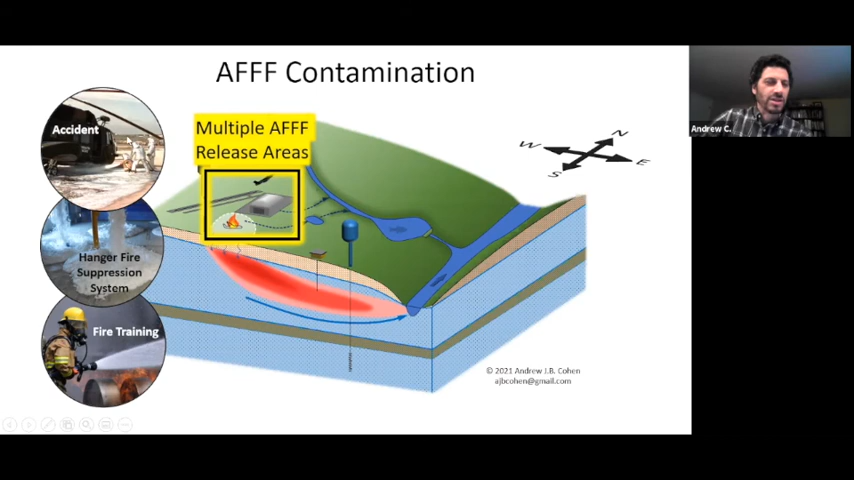 AFFF Contamination
Accident
Multiple AFFF
Release Areas
N
W
E
S
Andrew C.
Hanger Fire
Suppression
System
Fire Training
© 2021 Andrew J.B. Cohen
ajbcohen@gmail.com